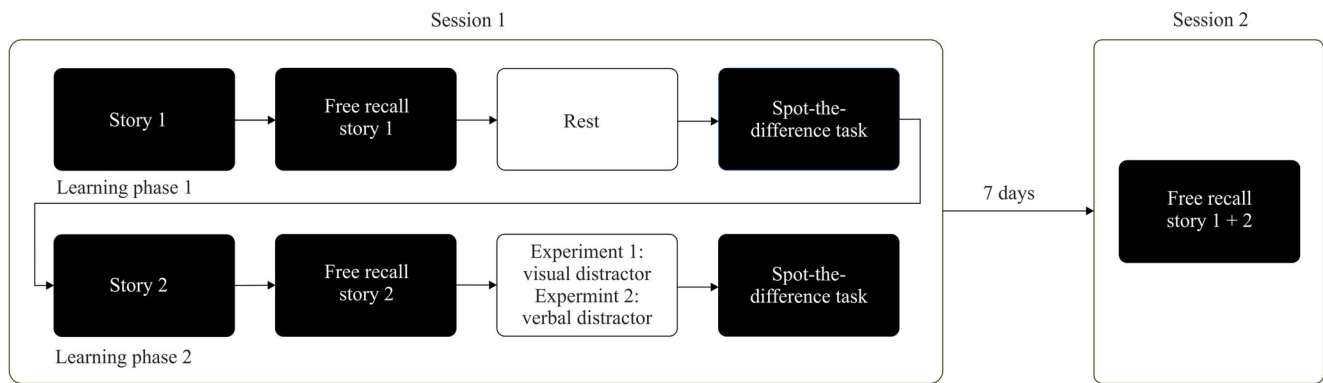 Session 1
Session 2
Story 1
Free recall
story 1
Rest
Spot-the-
difference task
Learning phase 1
7 days
Free recall
story 1 + 2
Story 2
Free recall
story 2
Experiment 1:
visual distractor
Expermint 2:
verbal distractor
Spot-the-
difference task
Learning phase 2